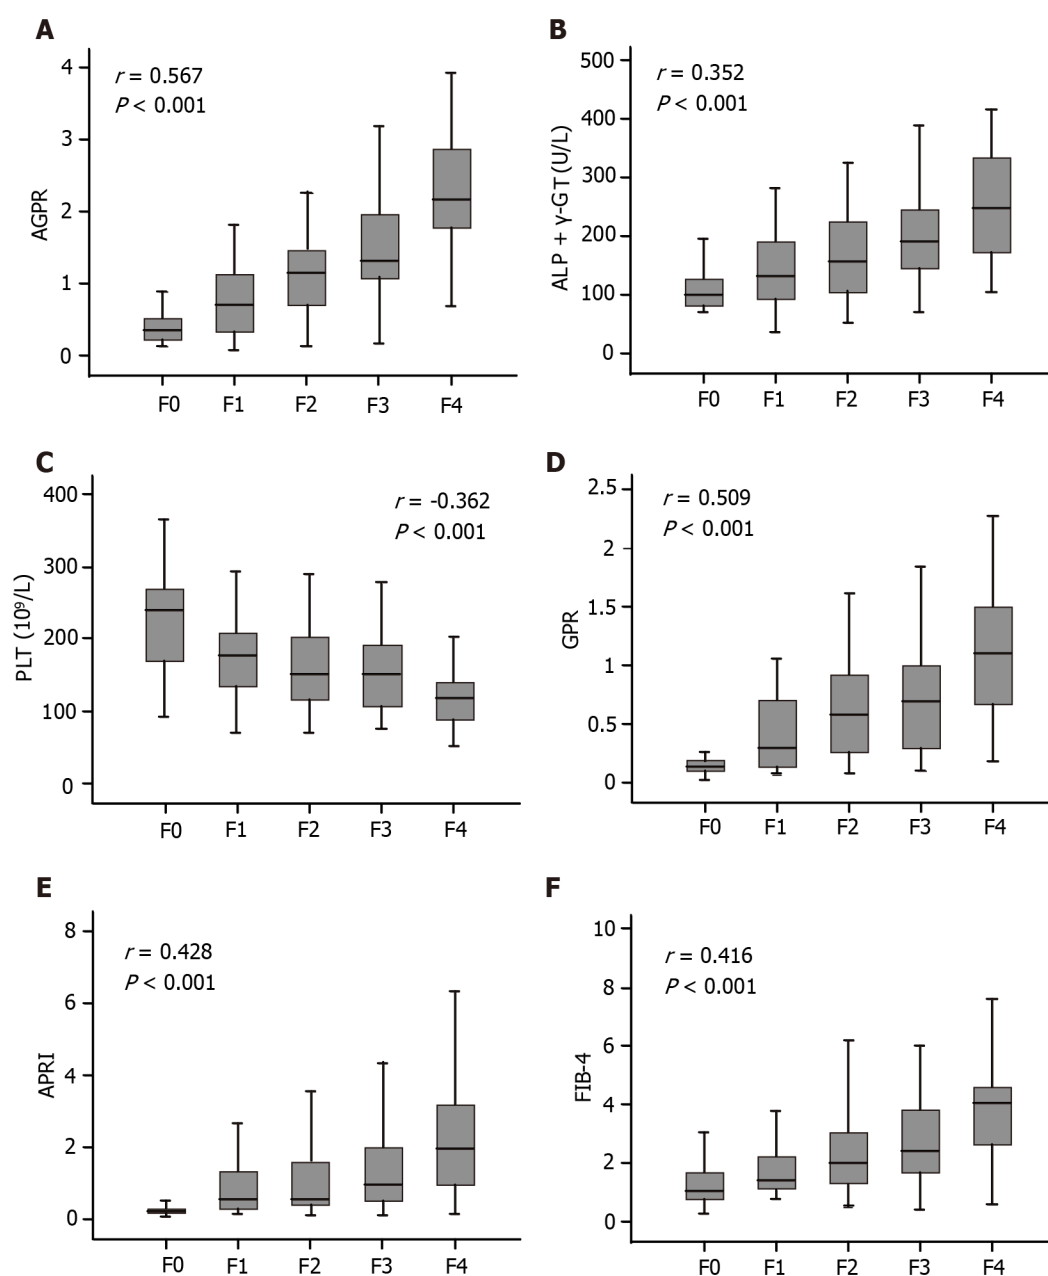 A
AGPR
r = 0.567
P < 0.001
4
3
2
1
0
F0 F1 F2 F3 F4
B
ALP + γ-GT (U/L)
r = 0.352
P < 0.001
500
400
300
200
100
0
F0 F1 F2 F3 F4
C
PLT (10⁹/L)
r = -0.362
P < 0.001
400
300
200
100
0
F0 F1 F2 F3 F4
D
GPR
r = 0.509
P < 0.001
2.5
2
1.5
1
0.5
0
F0 F1 F2 F3 F4
E
APRI
r = 0.428
P < 0.001
8
6
4
2
0
F0 F1 F2 F3 F4
F
FIB-4
r = 0.416
P < 0.001
10
8
6
4
2
0
F0 F1 F2 F3 F4